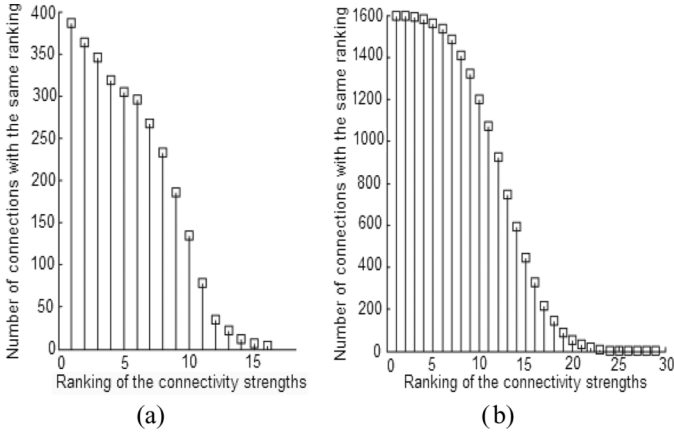 Number of connections with the same ranking
400
350
300
250
200
150
100
50
0
0 5 10 15
Ranking of the connectivity strengths
(a)
Number of connections with the same ranking
1600
1400
1200
1000
800
600
400
200
0
0 5 10 15 20 25 30
Ranking of the connectivity strengths
(b)